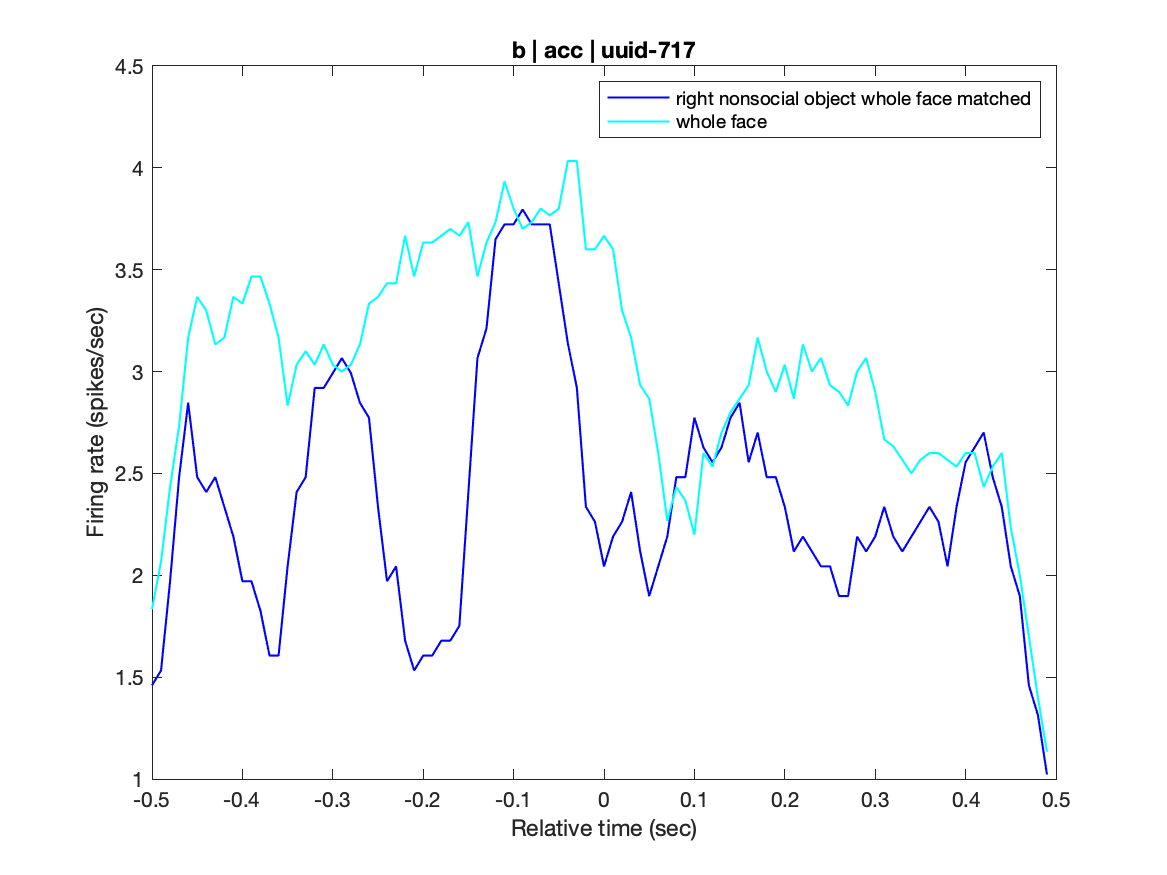 b | acc | uuid-717
right nonsocial object whole face matched
whole face
4.5
4
3.5
3
2.5
2
1.5
1
Firing rate (spikes/sec)
-0.5 -0.4 -0.3 -0.2 -0.1 0 0.1 0.2 0.3 0.4 0.5
Relative time (sec)